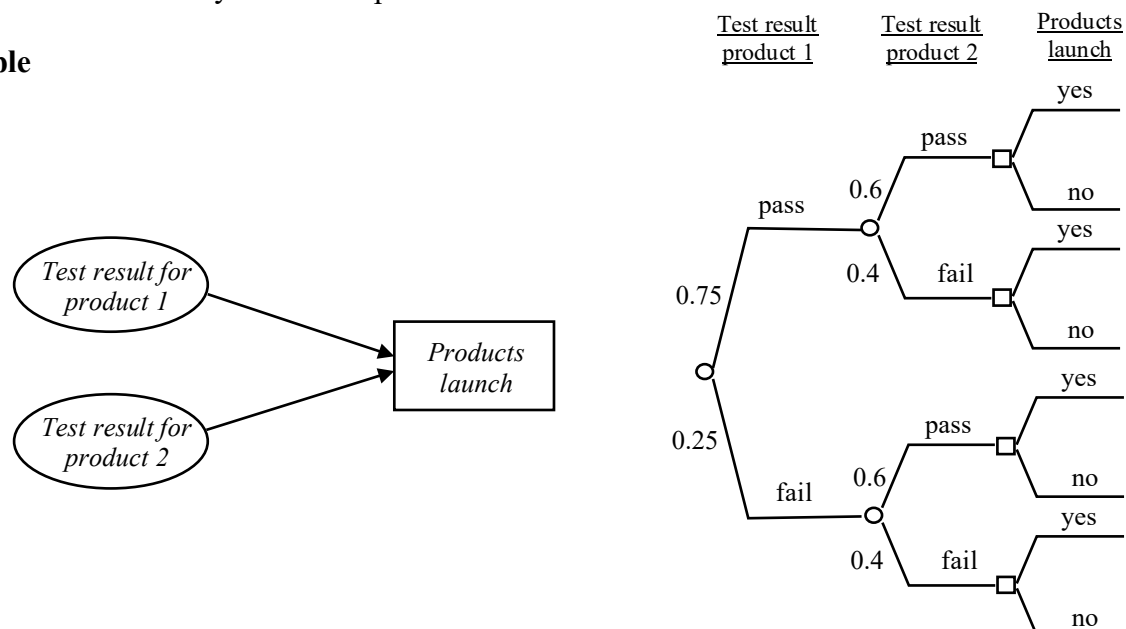 Test result
product 1
Test result
product 2
Products
launch
Test result for
product 1
Test result for
product 2
Products
launch
0.75
pass
0.6
pass
yes
no
0.4
fail
yes
no
0.25
fail
0.6
pass
yes
no
0.4
fail
yes
no